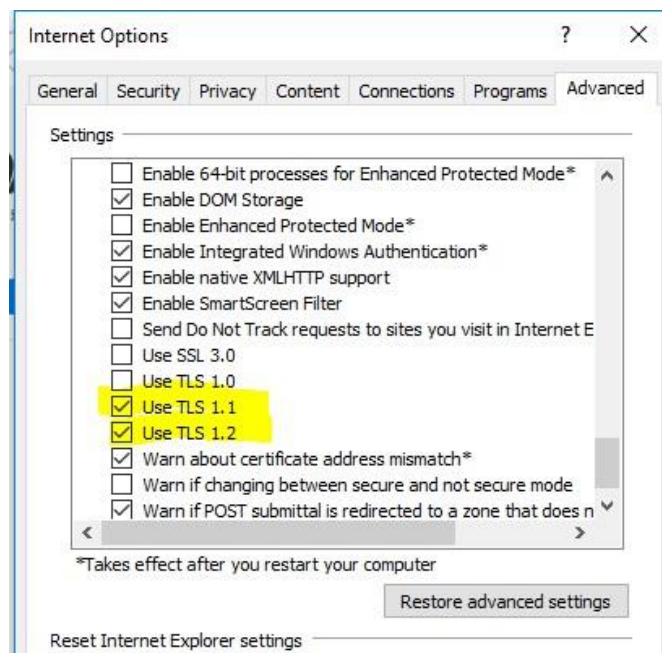 Internet Options
General Security Privacy Content Connections Programs Advanced
Settings
Enable 64-bit processes for Enhanced Protected Mode*
Enable DOM Storage
Enable Enhanced Protected Mode*
Enable Integrated Windows Authentication*
Enable native XMLHTTP support
Enable SmartScreen Filter
Send Do Not Track requests to sites you visit in Internet E
Use SSL 3.0
Use TLS 1.0
Use TLS 1.1
Use TLS 1.2
Warn about certificate address mismatch*
Warn if changing between secure and not secure mode
Warn if POST submittal is redirected to a zone that does n
*Takes effect after you restart your computer
Restore advanced settings
Reset Internet Explorer settings